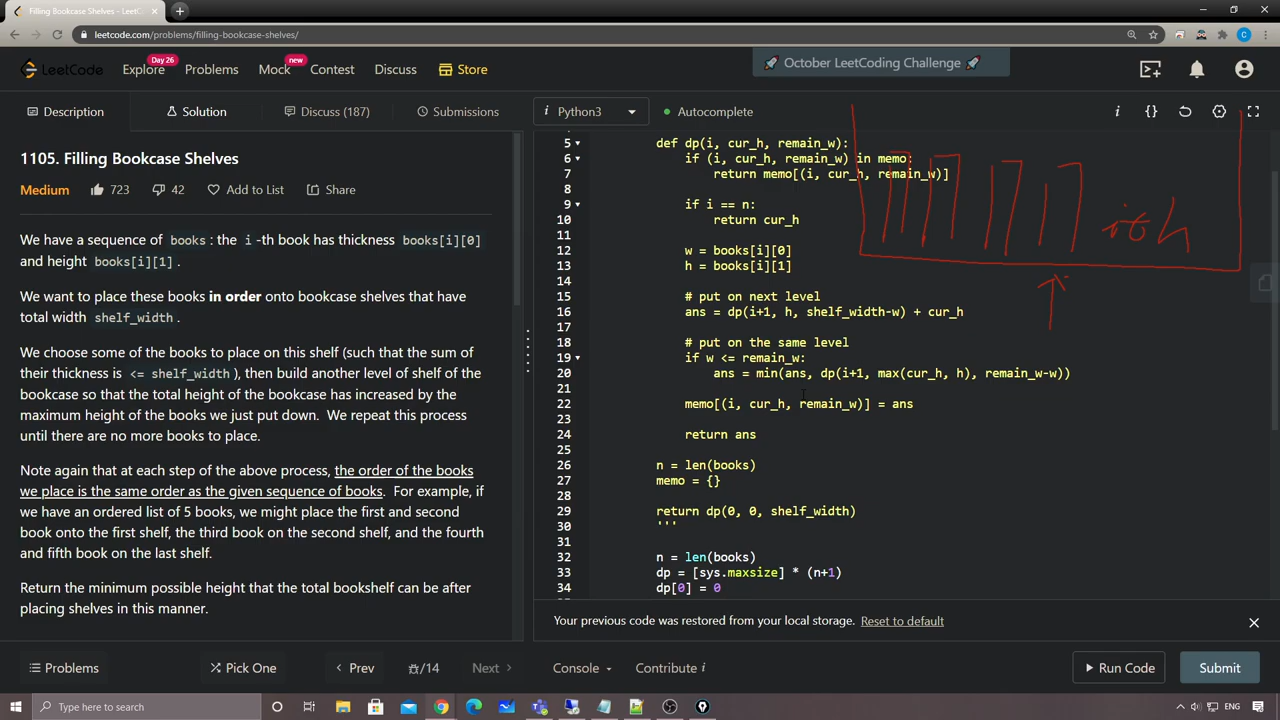 Filling Bookcase Shelves - LeetC
leetcode.com/problems/filling-bookcase-shelves/
LeetCode
Explore
Day 26
Problems
Mock
new
Contest
Discuss
Store
🚀 October LeetCoding Challenge 🚀
Description
Solution
Discuss (187)
Submissions
i Python3
Autocomplete
1105. Filling Bookcase Shelves
Medium
723
42
Add to List
Share
We have a sequence of books : the i -th book has thickness books[i][0]
and height books[i][1] .
We want to place these books in order onto bookcase shelves that have
total width shelf_width .
We choose some of the books to place on this shelf (such that the sum of
their thickness is <= shelf_width ), then build another level of shelf of the
bookcase so that the total height of the bookcase has increased by the
maximum height of the books we just put down. We repeat this process
until there are no more books to place.
Note again that at each step of the above process, the order of the books
we place is the same order as the given sequence of books. For example, if
we have an ordered list of 5 books, we might place the first and second
book onto the first shelf, the third book on the second shelf, and the fourth
and fifth book on the last shelf.
Return the minimum possible height that the total bookshelf can be after
placing shelves in this manner.
5 def dp(i, cur_h, remain_w):
6 if (i, cur_h, remain_w) in memo:
7 return memo[(i, cur_h, remain_w)]
8
9 if i == n:
10 return cur_h
11
12 w = books[i][0]
13 h = books[i][1]
14
15 # put on next level
16 ans = dp(i+1, h, shelf_width-w) + cur_h
17
18 # put on the same level
19 if w <= remain_w:
20 ans = min(ans, dp(i+1, max(cur_h, h), remain_w-w))
21
22 memo[(i, cur_h, remain_w)] = ans
23
24 return ans
25
26 n = len(books)
27 memo = {}
28
29 return dp(0, 0, shelf_width)
30 '''
31
32 n = len(books)
33 dp = [sys.maxsize] * (n+1)
34 dp[0] = 0
ith
Your previous code was restored from your local storage. Reset to default
Problems
Pick One
Prev
/14
Next
Console
Contribute i
Run Code
Submit
Type here to search
ENG